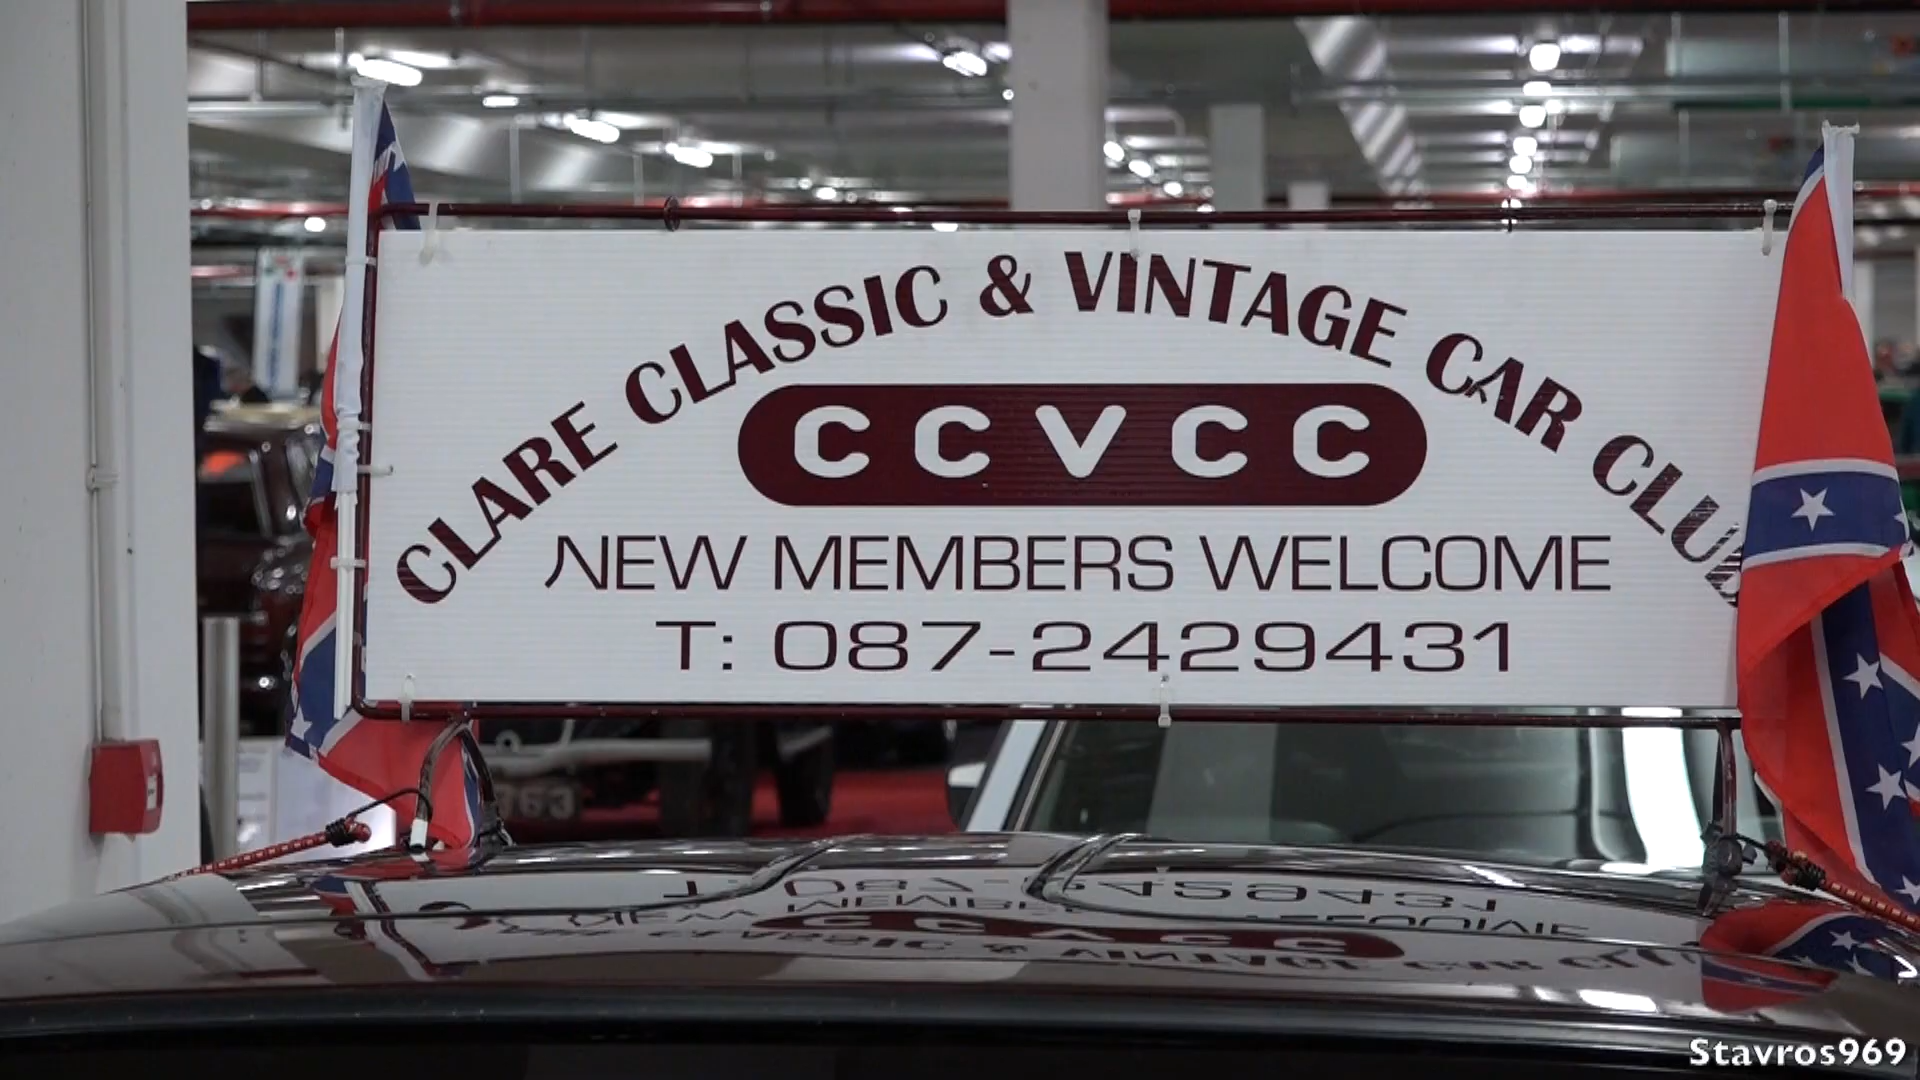 CLARE CLASSIC & VINTAGE CAR CLUB
CCVCC
NEW MEMBERS WELCOME
T: 087-2429431
Stavros969